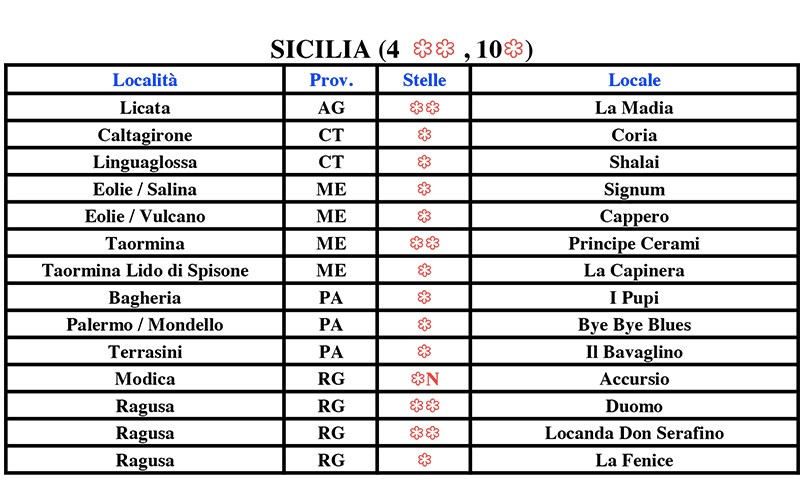 SICILIA (4 ❀❀ , 10❀)
Località Prov. Stelle Locale
Licata AG ❀❀ La Madia
Caltagirone CT ❀ Coria
Linguaglossa CT ❀ Shalai
Eolie / Salina ME ❀ Signum
Eolie / Vulcano ME ❀ Cappero
Taormina ME ❀❀ Principe Cerami
Taormina Lido di Spisone ME ❀ La Capinera
Bagheria PA ❀ I Pupi
Palermo / Mondello PA ❀ Bye Bye Blues
Terrasini PA ❀ Il Bavaglino
Modica RG ❀N Accursio
Ragusa RG ❀❀ Duomo
Ragusa RG ❀❀ Locanda Don Serafino
Ragusa RG ❀ La Fenice